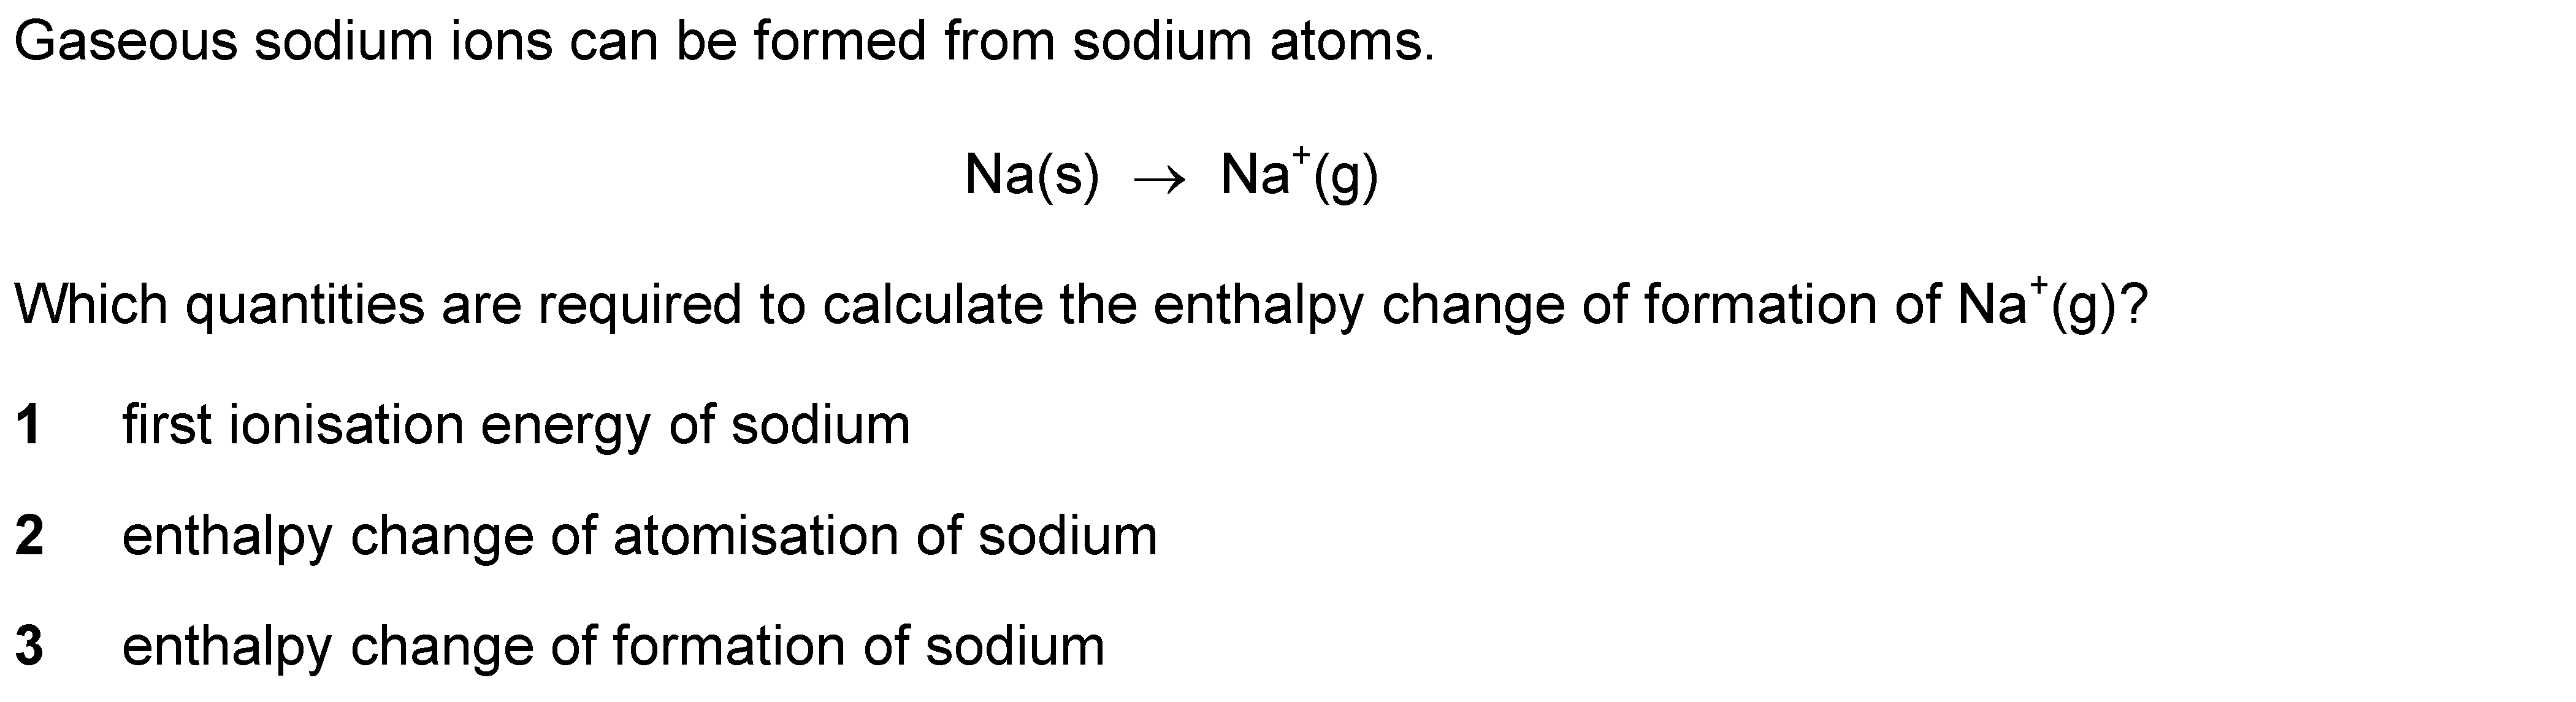 Gaseous sodium ions can be formed from sodium atoms.
Na(s) → Na⁺(g)
Which quantities are required to calculate the enthalpy change of formation of Na⁺(g)?
1 first ionisation energy of sodium
2 enthalpy change of atomisation of sodium
3 enthalpy change of formation of sodium